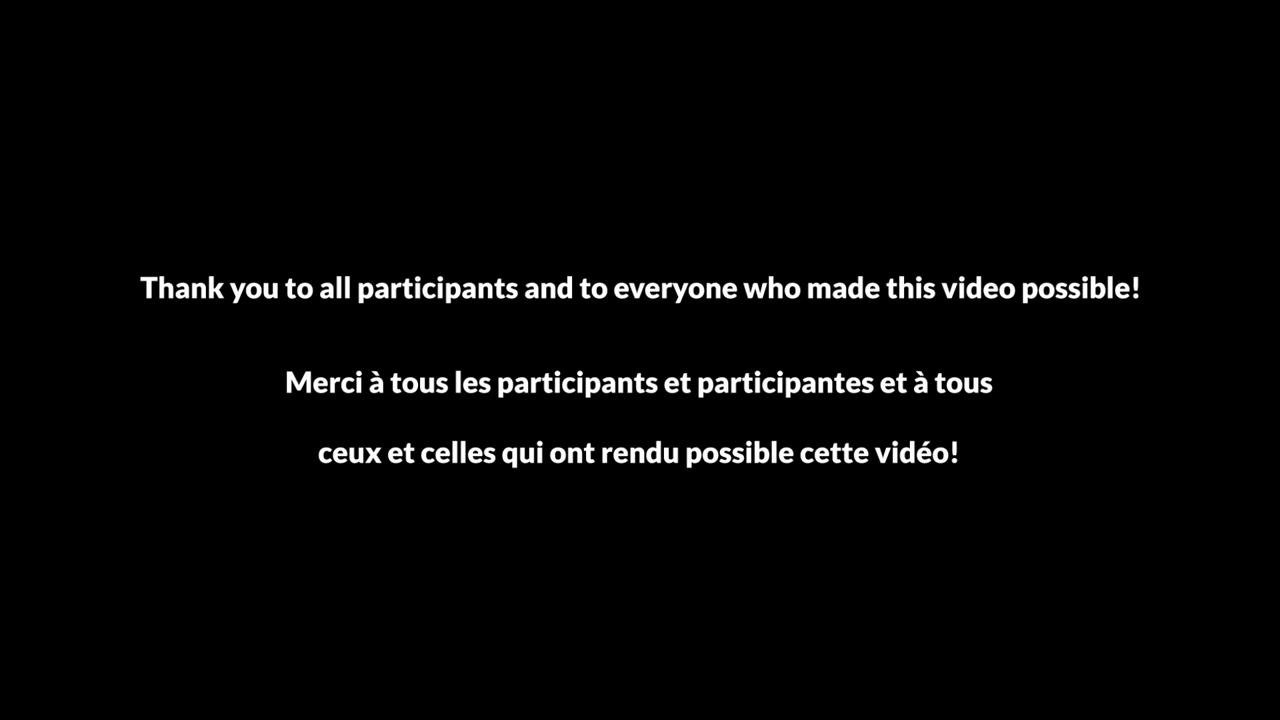 Thank you to all participants and to everyone who made this video possible!
Merci à tous les participants et participantes et à tous
ceux et celles qui ont rendu possible cette vidéo!